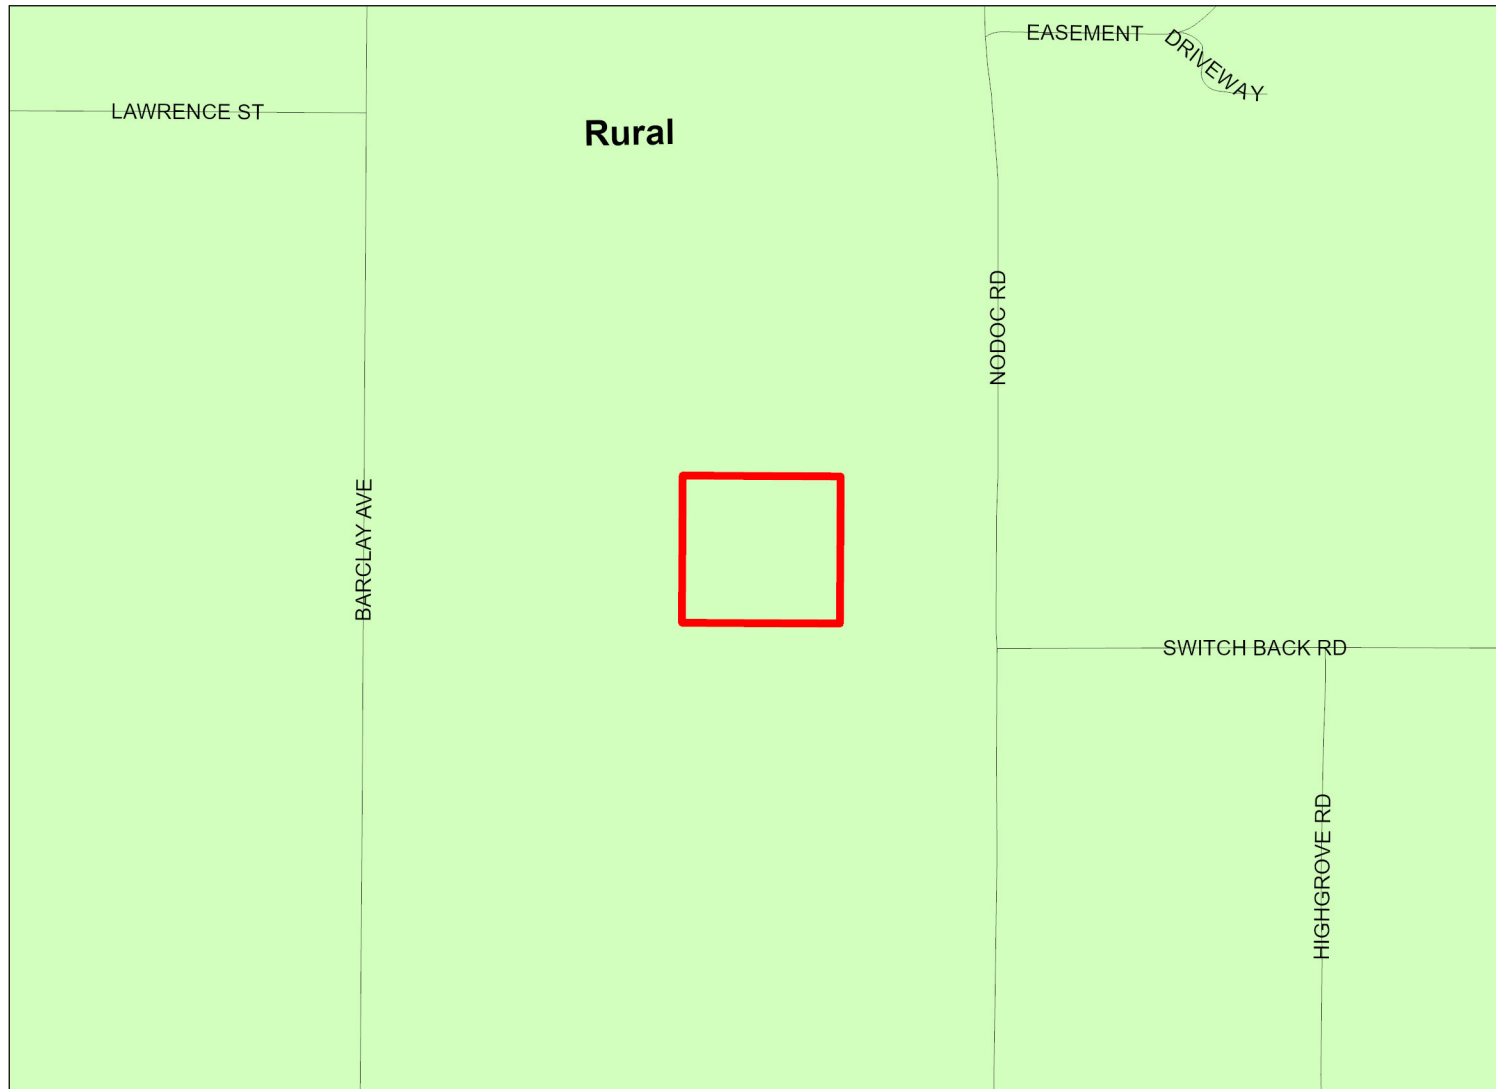 EASEMENT
DRIVEWAY
LAWRENCE ST
Rural
NODOC RD
BARCLAY AVE
SWITCH BACK RD
HIGHGROVE RD